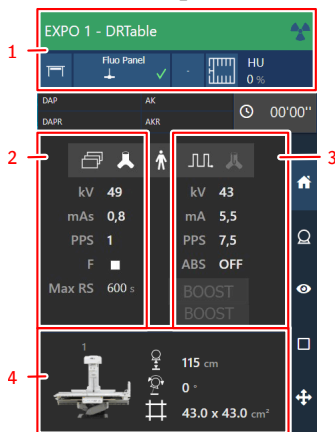 EXPO 1 - DRTable
1
Fluo Panel
-
HU
0 %
DAP
AK
00'00''
DAPR
AKR
2
3
kV 49
kV 43
mAs 0,8
mA 5,5
PPS 1
PPS 7,5
F
ABS OFF
Max RS 600 s
BOOST
BOOST
1
115 cm
4
0 °
43.0 x 43.0 cm²